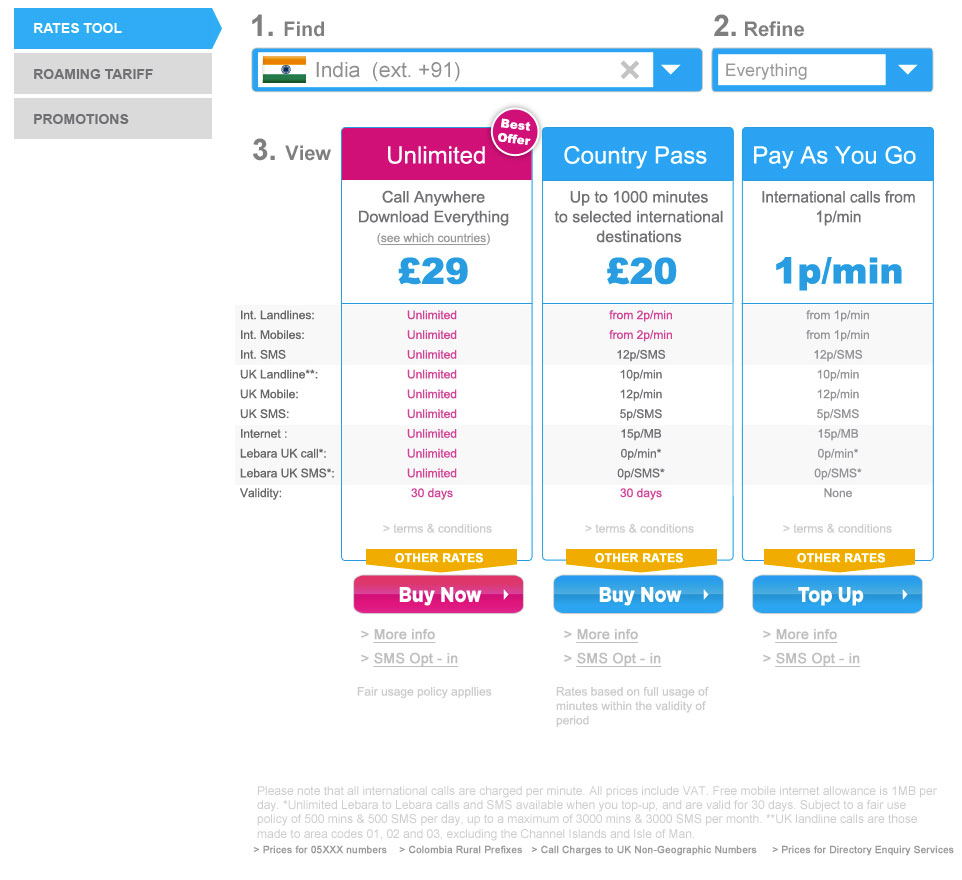 RATES TOOL
ROAMING TARIFF
PROMOTIONS
1. Find
India (ext. +91)
2. Refine
Everything
3. View
Best
Offer
Unlimited
Call Anywhere
Download Everything
(see which countries)
£29
Country Pass
Up to 1000 minutes
to selected international
destinations
£20
Pay As You Go
International calls from
1p/min
1p/min
Int. Landlines: Unlimited from 2p/min from 1p/min
Int. Mobiles: Unlimited from 2p/min from 1p/min
Int. SMS Unlimited 12p/SMS 12p/SMS
UK Landline**: Unlimited 10p/min 10p/min
UK Mobile: Unlimited 12p/min 12p/min
UK SMS: Unlimited 5p/SMS 5p/SMS
Internet : Unlimited 15p/MB 15p/MB
Lebara UK call*: Unlimited 0p/min* 0p/min*
Lebara UK SMS*: Unlimited 0p/SMS* 0p/SMS*
Validity: 30 days 30 days None
> terms & conditions > terms & conditions > terms & conditions
OTHER RATES OTHER RATES OTHER RATES
Buy Now Buy Now Top Up
> More info > More info > More info
> SMS Opt - in > SMS Opt - in > SMS Opt - in
Fair usage policy appllies
Rates based on full usage of
minutes within the validity of
period
Please note that all international calls are charged per minute. All prices include VAT. Free mobile internet allowance is 1MB per
day. *Unlimited Lebara to Lebara calls and SMS available when you top-up, and are valid for 30 days. Subject to a fair use
policy of 500 mins & 500 SMS per day, up to a maximum of 3000 mins & 3000 SMS per month. **UK landline calls are those
made to area codes 01, 02 and 03, excluding the Channel Islands and Isle of Man.
> Prices for 05XXX numbers > Colombia Rural Prefixes > Call Charges to UK Non-Geographic Numbers > Prices for Directory Enquiry Services